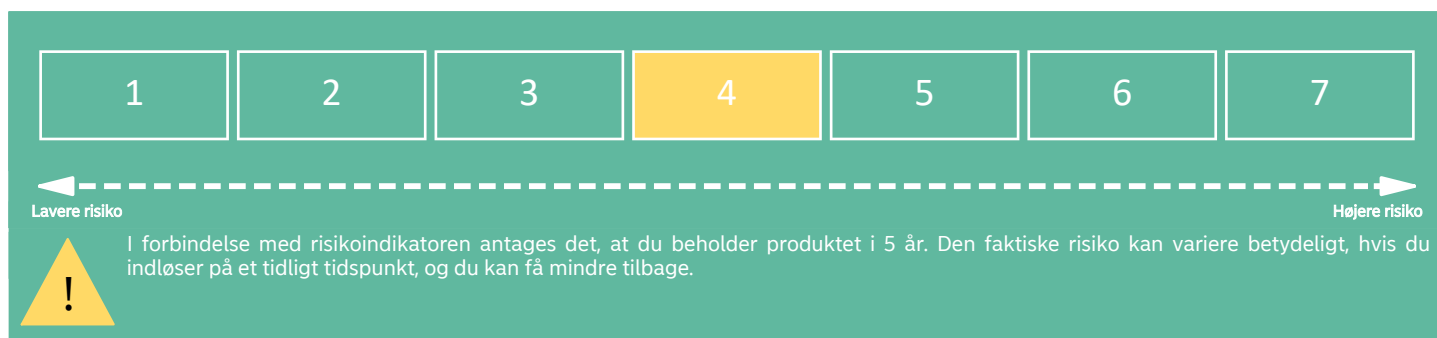 1 2 3 4 5 6 7
Lavere risiko Højere risiko
I forbindelse med risikoindikatoren antages det, at du beholder produktet i 5 år. Den faktiske risiko kan variere betydeligt, hvis du
indløser på et tidligt tidspunkt, og du kan få mindre tilbage.
!